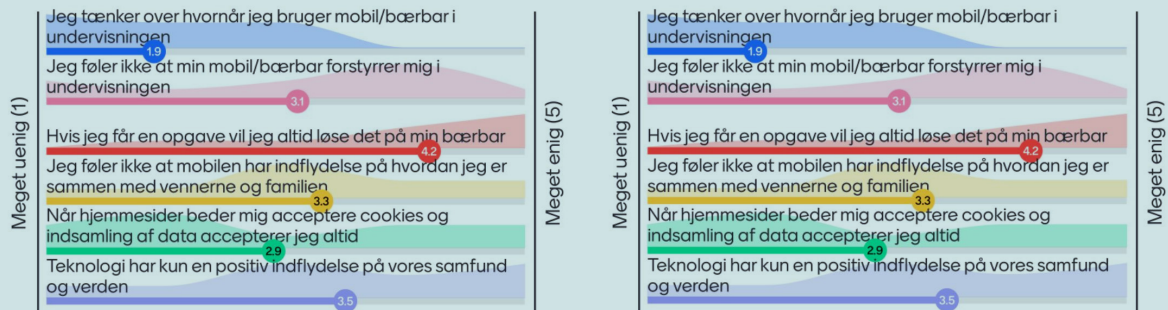 Meget uenig (1)
Jeg tænker over hvornår jeg bruger mobil/bærbar i
undervisningen
1.9
Jeg føler ikke at min mobil/bærbar forstyrrer mig i
undervisningen
3.1
Hvis jeg får en opgave vil jeg altid løse det på min bærbar
4.2
Jeg føler ikke at mobilen har indflydelse på hvordan jeg er
sammen med vennerne og familien
3.3
Når hjemmesider beder mig acceptere cookies og
indsamling af data accepterer jeg altid
2.9
Teknologi har kun en positiv indflydelse på vores samfund
og verden
3.5
Meget enig (5)
Meget uenig (1)
Jeg tænker over hvornår jeg bruger mobil/bærbar i
undervisningen
1.9
Jeg føler ikke at min mobil/bærbar forstyrrer mig i
undervisningen
3.1
Hvis jeg får en opgave vil jeg altid løse det på min bærbar
4.2
Jeg føler ikke at mobilen har indflydelse på hvordan jeg er
sammen med vennerne og familien
3.3
Når hjemmesider beder mig acceptere cookies og
indsamling af data accepterer jeg altid
2.9
Teknologi har kun en positiv indflydelse på vores samfund
og verden
3.5
Meget enig (5)